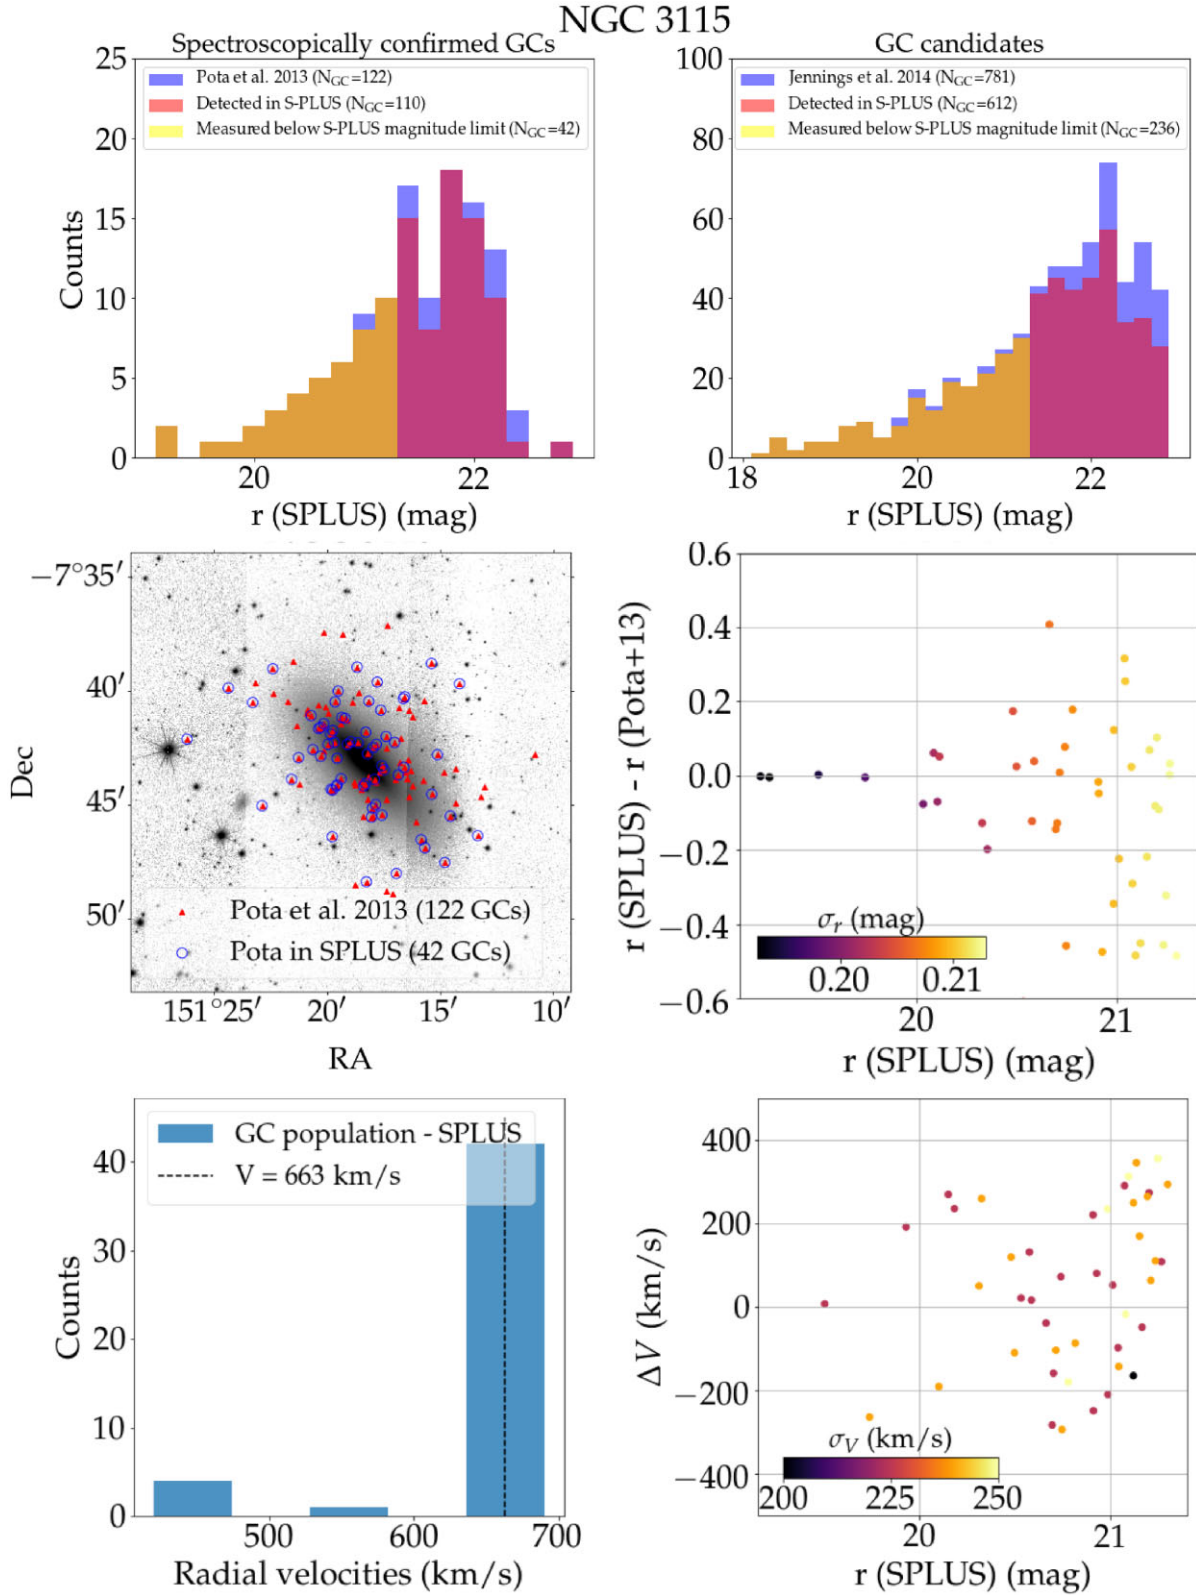 NGC 3115
Spectroscopically confirmed GCs
25
20
15
10
5
0
Counts
Pota et al. 2013 (N_GC=122)
Detected in S-PLUS (N_GC=110)
Measured below S-PLUS magnitude limit (N_GC=42)
20
22
r (SPLUS) (mag)
GC candidates
100
80
60
40
20
0
Jennings et al. 2014 (N_GC=781)
Detected in S-PLUS (N_GC=612)
Measured below S-PLUS magnitude limit (N_GC=236)
18
20
22
r (SPLUS) (mag)
−7°35′
40′
45′
50′
Dec
Pota et al. 2013 (122 GCs)
Pota in SPLUS (42 GCs)
151°25′
20′
15′
10′
RA
0.6
0.4
0.2
0.0
−0.2
−0.4
−0.6
r (SPLUS) - r (Pota+13)
σ_r (mag)
0.20
0.21
20
21
r (SPLUS) (mag)
GC population - SPLUS
V = 663 km/s
40
30
20
10
0
Counts
500
600
700
Radial velocities (km/s)
400
200
0
−200
−400
ΔV (km/s)
σ_V (km/s)
200
225
250
20
21
r (SPLUS) (mag)